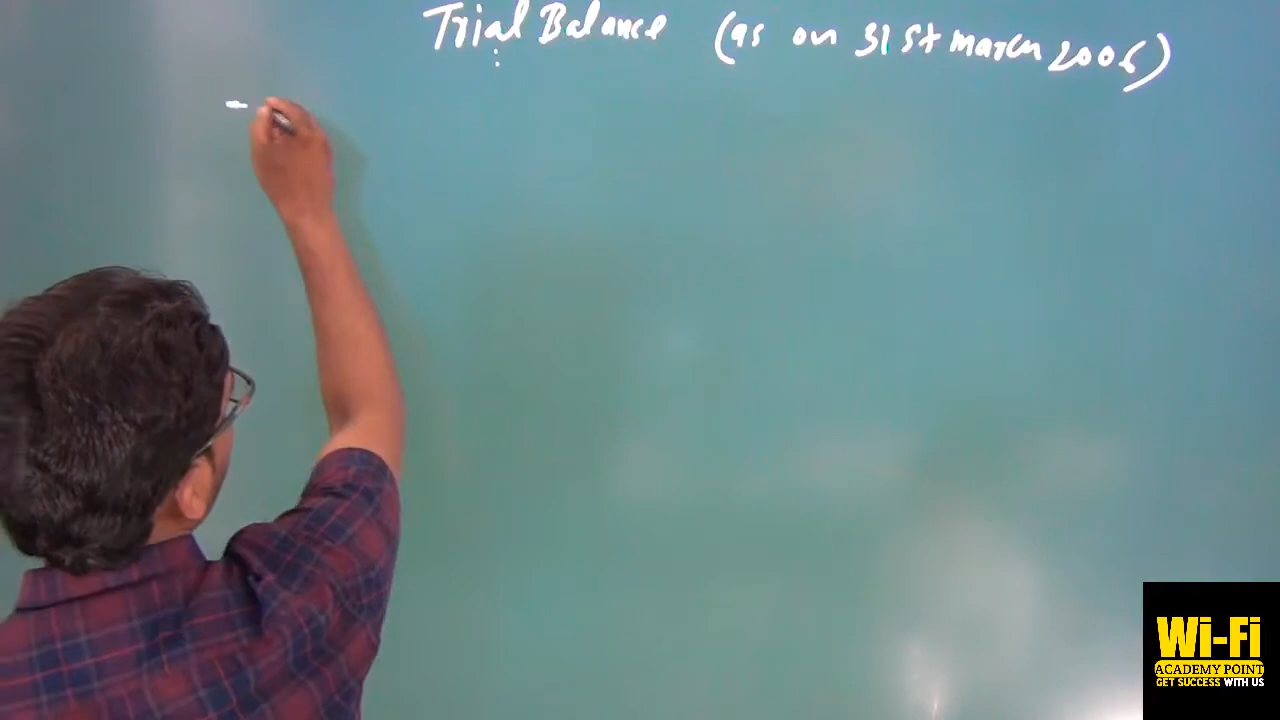 Trial Balance (as on 31st march 2006)
Wi-Fi
ACADEMY POINT
GET SUCCESS WITH US